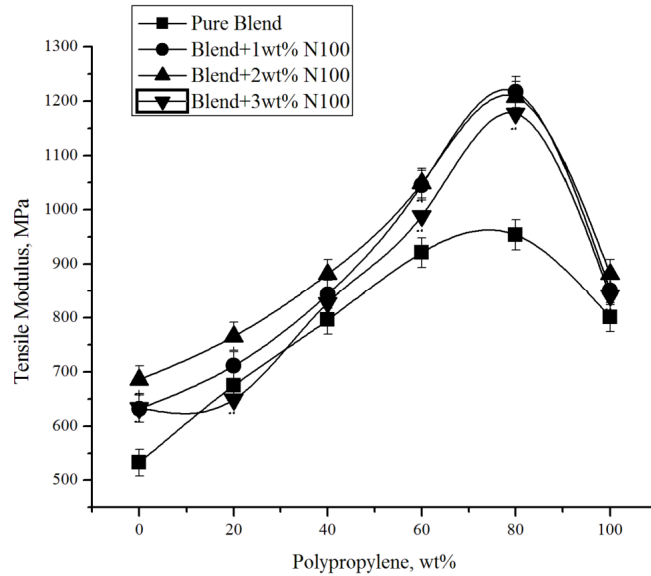 Pure Blend
Blend+1wt% N100
Blend+2wt% N100
Blend+3wt% N100
1300
1200
1100
1000
900
800
700
600
500
Tensile Modulus, MPa
0 20 40 60 80 100
Polypropylene, wt%